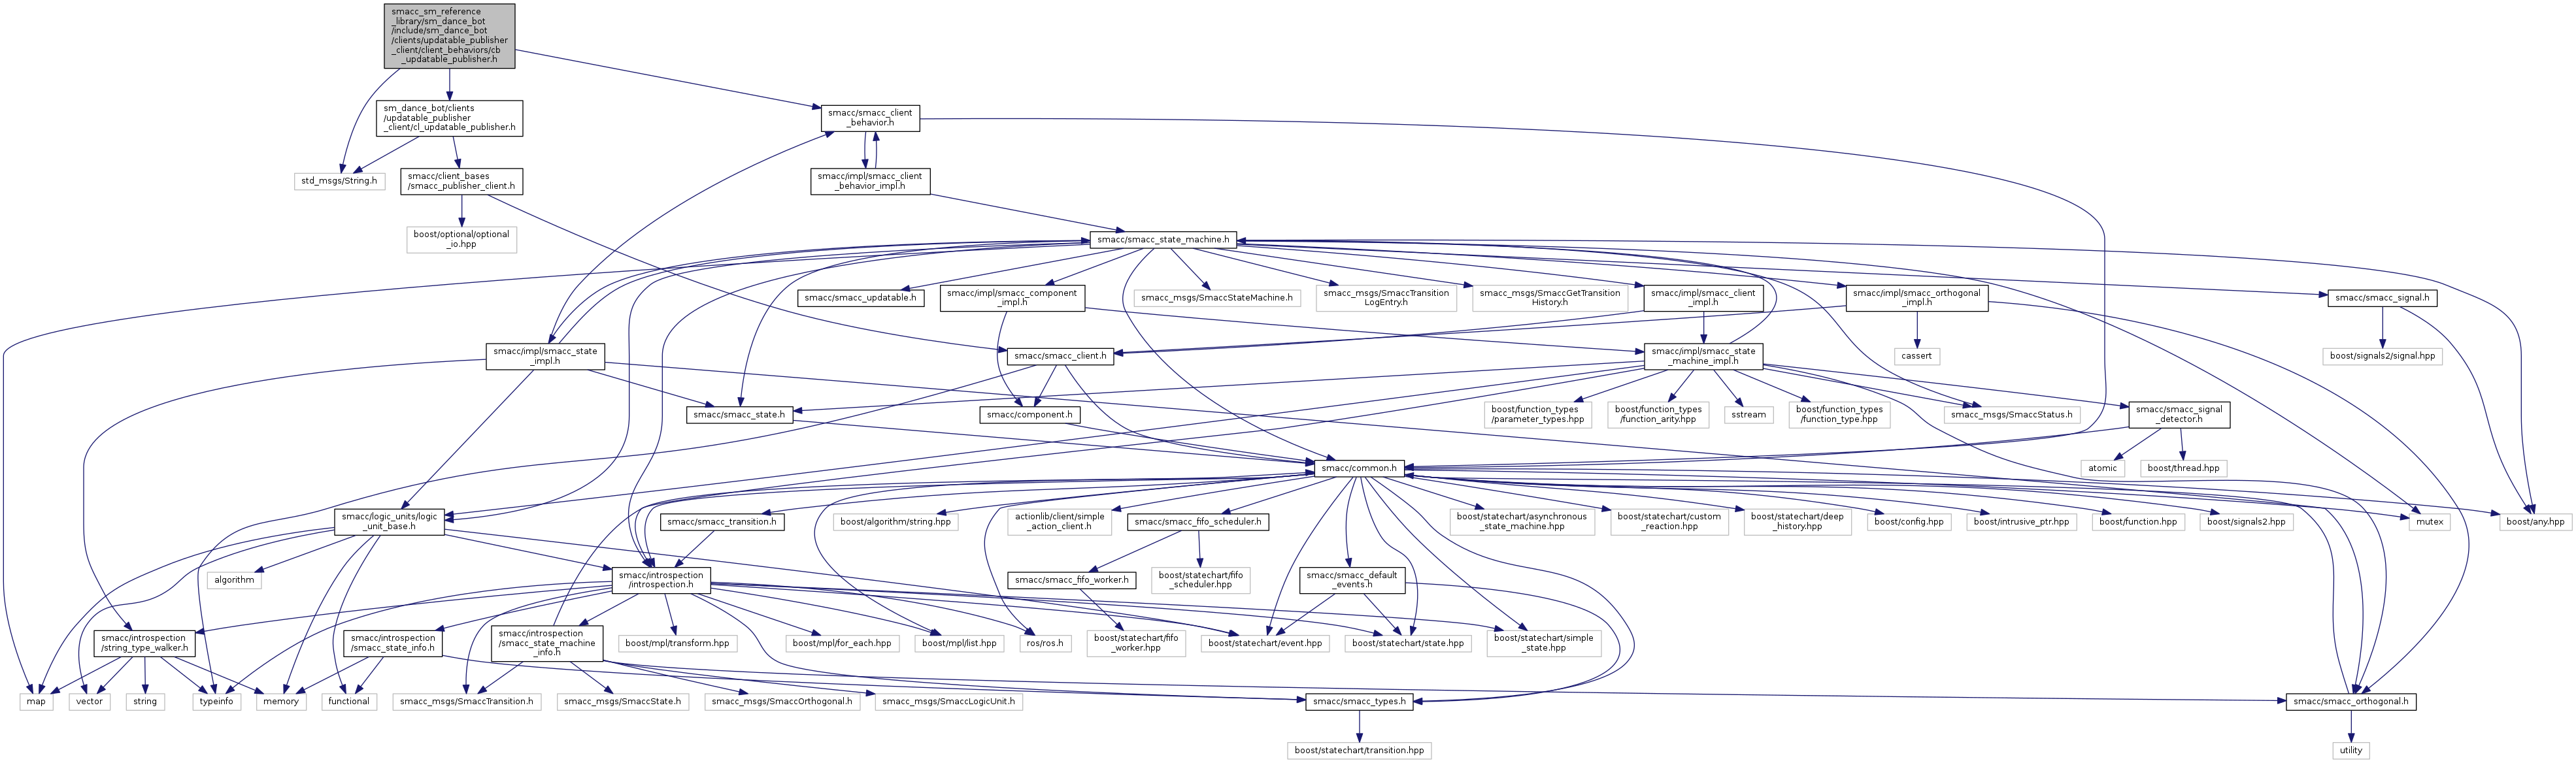 smacc_sm_reference
_library/sm_dance_bot
/include/sm_dance_bot
/clients/updatable_publisher
_client/client_behaviors/cb
_updatable_publisher.h
sm_dance_bot/clients
/updatable_publisher
_client/cl_updatable_publisher.h
smacc/smacc_client
_behavior.h
std_msgs/String.h
smacc/client_bases
/smacc_publisher_client.h
smacc/impl/smacc_client
_behavior_impl.h
boost/optional/optional
_io.hpp
smacc/smacc_state_machine.h
smacc/smacc_updatable.h
smacc/impl/smacc_component
_impl.h
smacc_msgs/SmaccStateMachine.h
smacc_msgs/SmaccTransition
LogEntry.h
smacc_msgs/SmaccGetTransition
History.h
smacc/impl/smacc_client
_impl.h
smacc/impl/smacc_orthogonal
_impl.h
smacc/smacc_signal.h
smacc/impl/smacc_state
_impl.h
smacc/smacc_client.h
smacc/impl/smacc_state
_machine_impl.h
cassert
boost/signals2/signal.hpp
smacc/smacc_state.h
smacc/component.h
boost/function_types
/parameter_types.hpp
boost/function_types
/function_arity.hpp
sstream
boost/function_types
/function_type.hpp
smacc_msgs/SmaccStatus.h
smacc/smacc_signal
_detector.h
smacc/common.h
atomic
boost/thread.hpp
smacc/logic_units/logic
_unit_base.h
smacc/smacc_transition.h
boost/algorithm/string.hpp
actionlib/client/simple
_action_client.h
smacc/smacc_fifo_scheduler.h
boost/statechart/asynchronous
_state_machine.hpp
boost/statechart/custom
_reaction.hpp
boost/statechart/deep
_history.hpp
boost/config.hpp
boost/intrusive_ptr.hpp
boost/function.hpp
boost/signals2.hpp
mutex
boost/any.hpp
algorithm
smacc/introspection
/introspection.h
smacc/smacc_fifo_worker.h
boost/statechart/fifo
_scheduler.hpp
smacc/smacc_default
_events.h
smacc/introspection
/string_type_walker.h
smacc/introspection
/smacc_state_info.h
smacc/introspection
/smacc_state_machine
_info.h
boost/mpl/transform.hpp
boost/mpl/for_each.hpp
boost/mpl/list.hpp
ros/ros.h
boost/statechart/fifo
_worker.hpp
boost/statechart/event.hpp
boost/statechart/state.hpp
boost/statechart/simple
_state.hpp
map
vector
string
typeinfo
memory
functional
smacc_msgs/SmaccTransition.h
smacc_msgs/SmaccState.h
smacc_msgs/SmaccOrthogonal.h
smacc_msgs/SmaccLogicUnit.h
smacc/smacc_types.h
smacc/smacc_orthogonal.h
boost/statechart/transition.hpp
utility